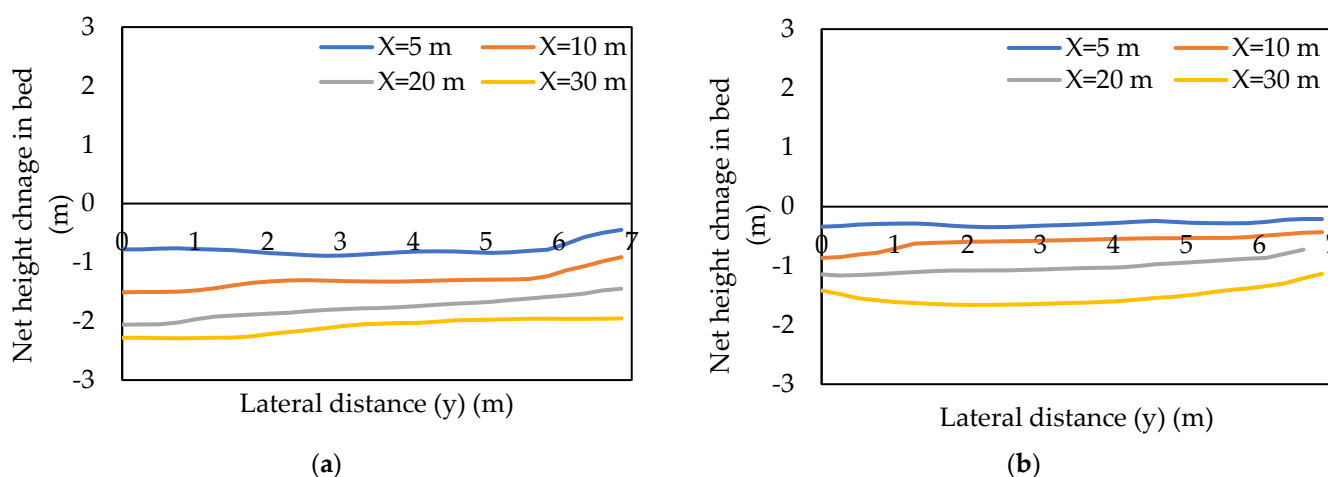 3
X=5 m X=10 m
2
X=20 m X=30 m
1
0
0 1 2 3 4 5 6 7
-1
-2
-3
Net height chnage in bed
(m)
Lateral distance (y) (m)
(a)
3
X=5 m X=10 m
2
X=20 m X=30 m
1
0
0 1 2 3 4 5 6 7
-1
-2
-3
Net height chnage in bed
(m)
Lateral distance (y) (m)
(b)